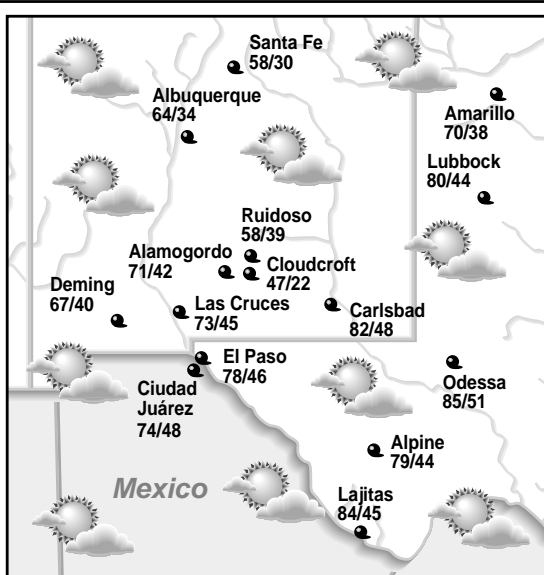 Santa Fe
58/30
Albuquerque
64/34
Amarillo
70/38
Lubbock
80/44
Ruidoso
58/39
Alamogordo
71/42
Cloudcroft
47/22
Deming
67/40
Las Cruces
73/45
Carlsbad
82/48
El Paso
78/46
Ciudad
Juárez
74/48
Odessa
85/51
Alpine
79/44
Mexico
Lajitas
84/45